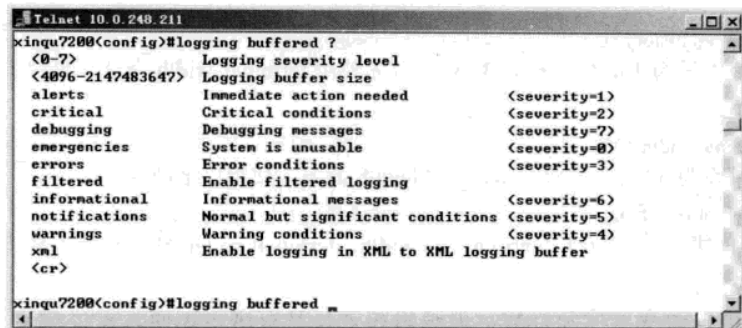 Telnet 10.0.248.211
xinqu7200(config)#logging buffered ?
<0-7> Logging severity level
<4096-2147483647> Logging buffer size
alerts Immediate action needed (severity=1)
critical Critical conditions (severity=2)
debugging Debugging messages (severity=7)
emergencies System is unusable (severity=0)
errors Error conditions (severity=3)
filtered Enable filtered logging
informational Informational messages (severity=6)
notifications Normal but significant conditions (severity=5)
warnings Warning conditions (severity=4)
xml Enable logging in XML to XML logging buffer
<cr>
xinqu7200(config)#logging buffered _